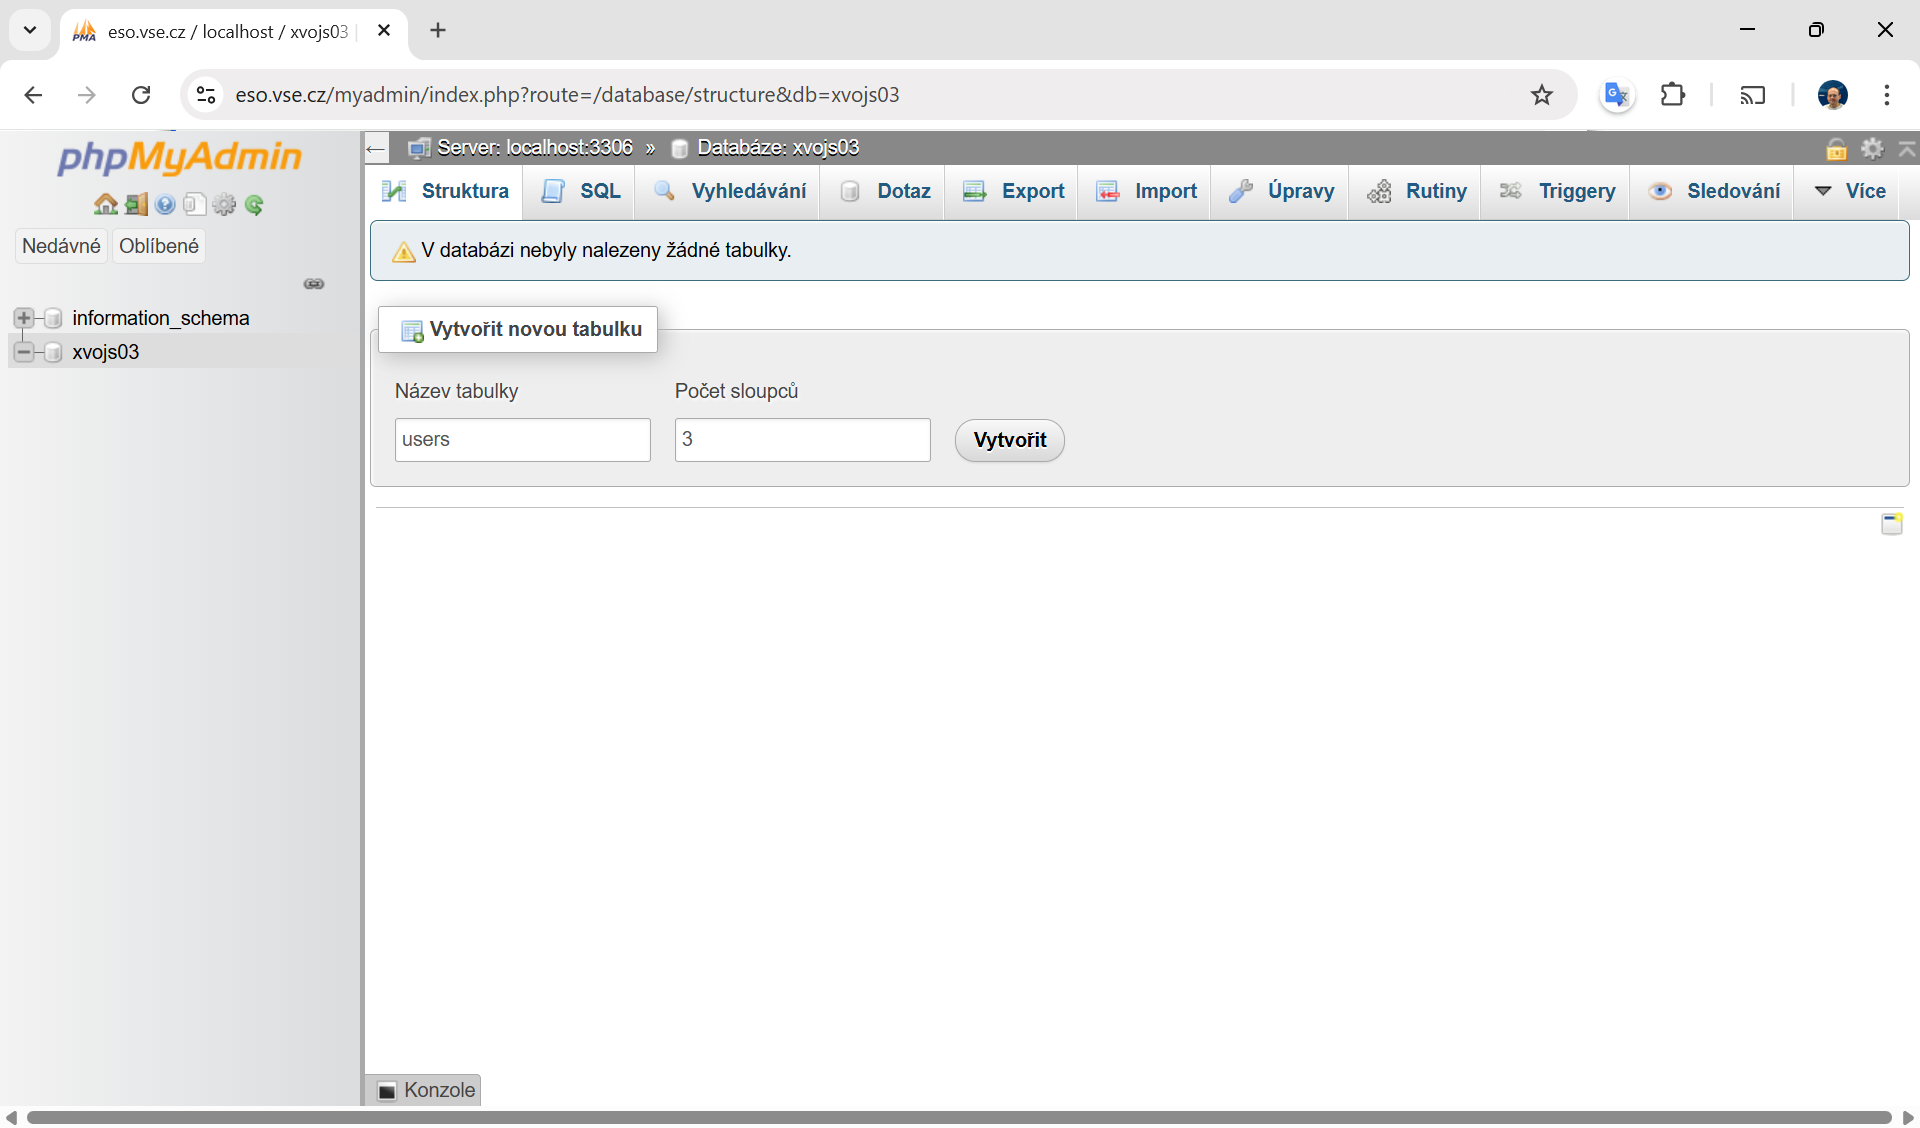 eso.vse.cz / localhost / xvojs03 |
eso.vse.cz/myadmin/index.php?route=/database/structure&db=xvojs03
phpMyAdmin
Nedávné Oblíbené
information_schema
xvojs03
Server: localhost:3306 » Databáze: xvojs03
Struktura SQL Vyhledávání Dotaz Export Import Úpravy Rutiny Triggery Sledování Více
V databázi nebyly nalezeny žádné tabulky.
Vytvořit novou tabulku
Název tabulky Počet sloupců
users 3 Vytvořit
Konzole